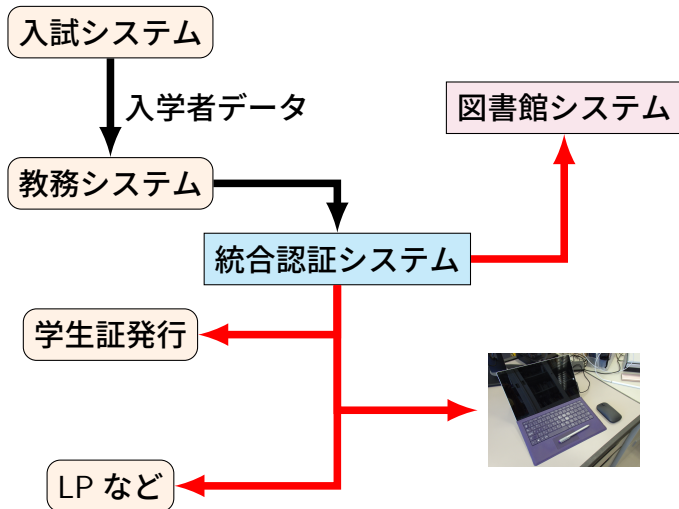 入試システム
入学者データ
図書館システム
教務システム
統合認証システム
学生証発行
LP など